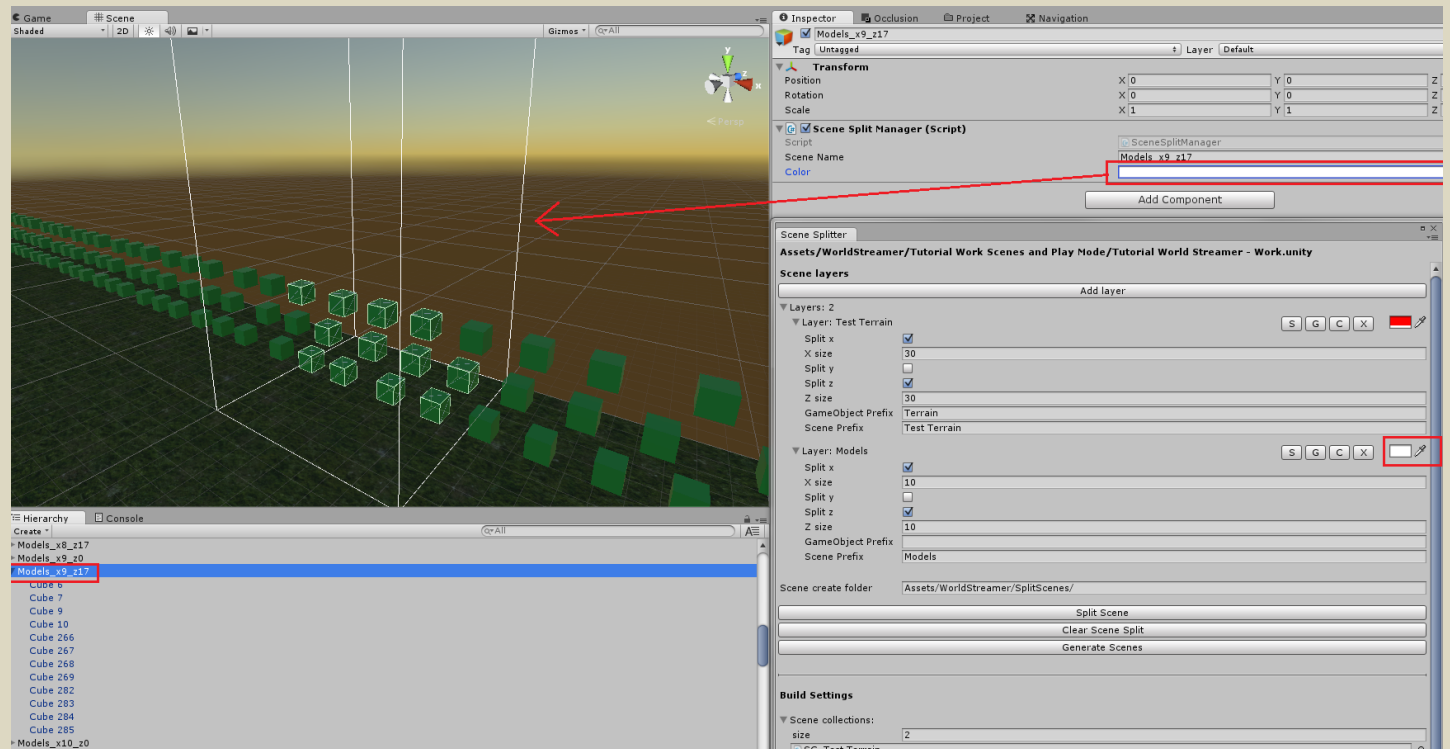 Game
Scene
Shaded
2D
Gizmos
All
y
z
x
Persp
Inspector
Occlusion
Project
Navigation
Models_x9_z17
Tag Untagged
Layer Default
Transform
Position X 0 Y 0 Z
Rotation X 0 Y 0 Z
Scale X 1 Y 1 Z
Scene Split Manager (Script)
Script SceneSplitManager
Scene Name Models_x9_z17
Color
Add Component
Scene Splitter
Assets/WorldStreamer/Tutorial Work Scenes and Play Mode/Tutorial World Streamer - Work.unity
Scene layers
Add layer
Layers: 2
Layer: Test Terrain S G C X
Split x
X size 30
Split y
Split z
Z size 30
GameObject Prefix Terrain
Scene Prefix Test Terrain
Layer: Models S G C X
Split x
X size 10
Split y
Split z
Z size 10
GameObject Prefix
Scene Prefix Models
Scene create folder Assets/WorldStreamer/SplitScenes/
Split Scene
Clear Scene Split
Generate Scenes
Build Settings
Scene collections:
size 2
SC_Test Terrain
Hierarchy
Console
Create
All
Models_x8_z17
Models_x9_z0
Models_x9_z17
Cube 6
Cube 7
Cube 9
Cube 10
Cube 266
Cube 267
Cube 268
Cube 269
Cube 282
Cube 283
Cube 284
Cube 285
Models_x10_z0